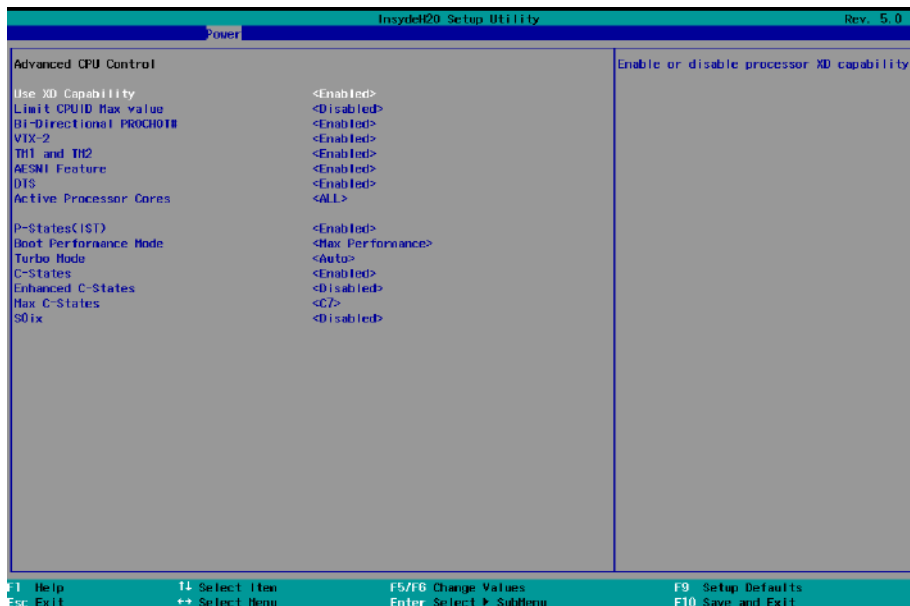 InsydeH20 Setup Utility Rev. 5.0
Power
Advanced CPU Control
Enable or disable processor XD capability
Use XD Capability <Enabled>
Limit CPUID Max value <Disabled>
Bi-Directional PROCHOT# <Enabled>
VTX-2 <Enabled>
TM1 and TM2 <Enabled>
AESNI Feature <Enabled>
DTS <Enabled>
Active Processor Cores <ALL>
P-States(IST) <Enabled>
Boot Performance Mode <Max Performance>
Turbo Mode <Auto>
C-States <Enabled>
Enhanced C-States <Disabled>
Max C-States <C7>
S0ix <Disabled>
F1 Help ↑↓ Select Item F5/F6 Change Values F9 Setup Defaults
Esc Exit ↔ Select Menu Enter Select ▶ SubMenu F10 Save and Exit